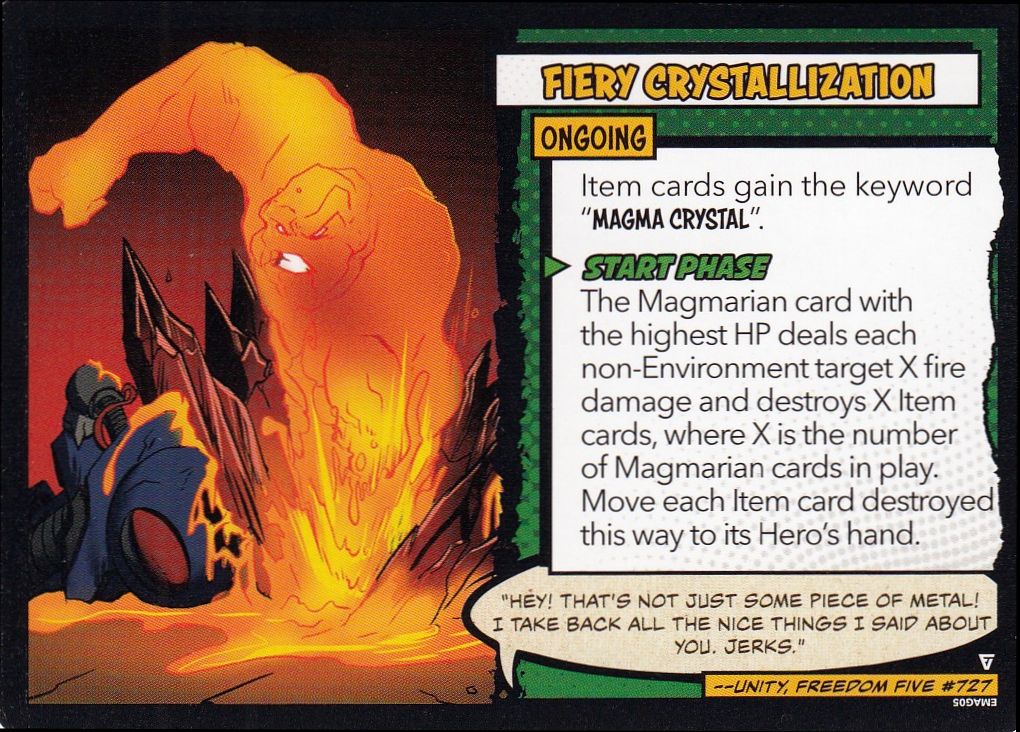 FIERY CRYSTALLIZATION
ONGOING
Item cards gain the keyword
"MAGMA CRYSTAL".
START PHASE
The Magmarian card with
the highest HP deals each
non-Environment target X fire
damage and destroys X Item
cards, where X is the number
of Magmarian cards in play.
Move each Item card destroyed
this way to its Hero's hand.
"HEY! THAT'S NOT JUST SOME PIECE OF METAL!
I TAKE BACK ALL THE NICE THINGS I SAID ABOUT
YOU. JERKS."
--UNITY, FREEDOM FIVE #727
EMAG05